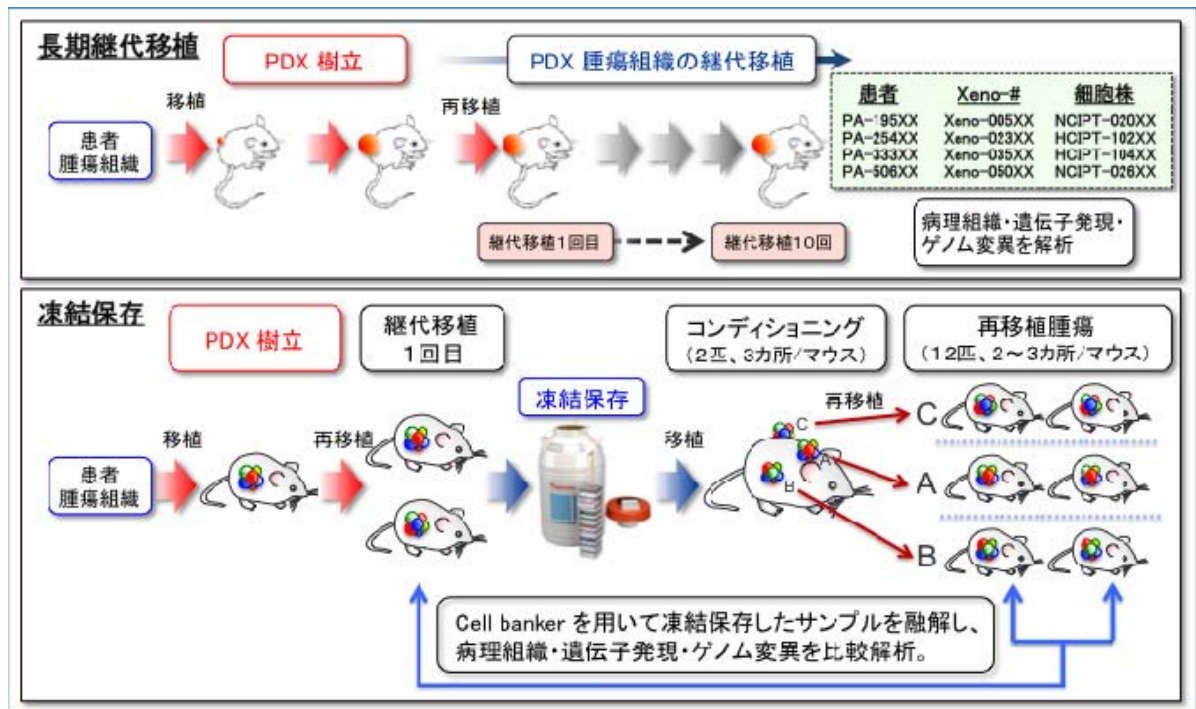 長期継代移植
PDX 樹立
PDX 腫瘍組織の継代移植
移植
再移植
患者
腫瘍組織
患者 Xeno-# 細胞株
PA-195XX Xeno-005XX NCIPT-020XX
PA-254XX Xeno-023XX HCIPT-102XX
PA-333XX Xeno-035XX HCIPT-104XX
PA-506XX Xeno-050XX NCIPT-026XX
継代移植1回目
継代移植10回
病理組織・遺伝子発現・
ゲノム変異を解析
凍結保存
PDX 樹立
継代移植
1回目
凍結保存
コンディショニング
(2匹、3カ所/マウス)
再移植腫瘍
(12匹、2～3カ所/マウス)
患者
腫瘍組織
移植
再移植
移植
再移植
C
A
B
C
A
B
Cell banker を用いて凍結保存したサンプルを融解し、
病理組織・遺伝子発現・ゲノム変異を比較解析。